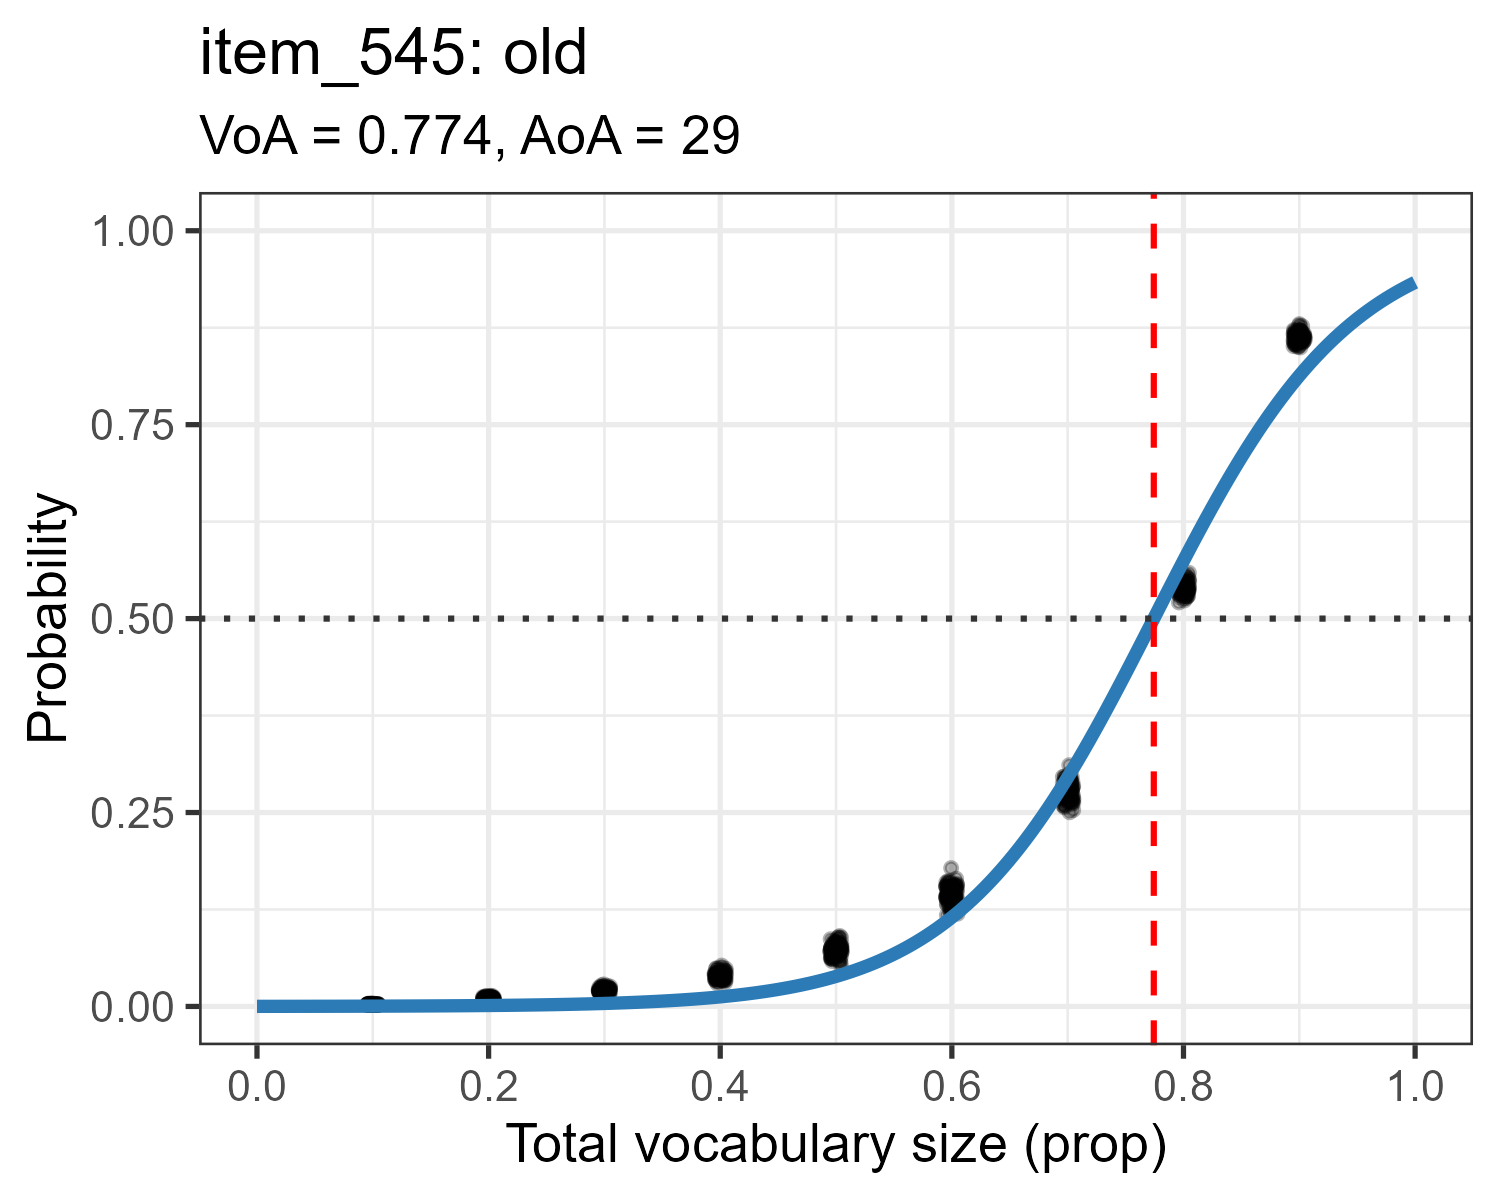 item_545: old
VoA = 0.774, AoA = 29
1.00
0.75
0.50
0.25
0.00
Probability
0.0 0.2 0.4 0.6 0.8 1.0
Total vocabulary size (prop)